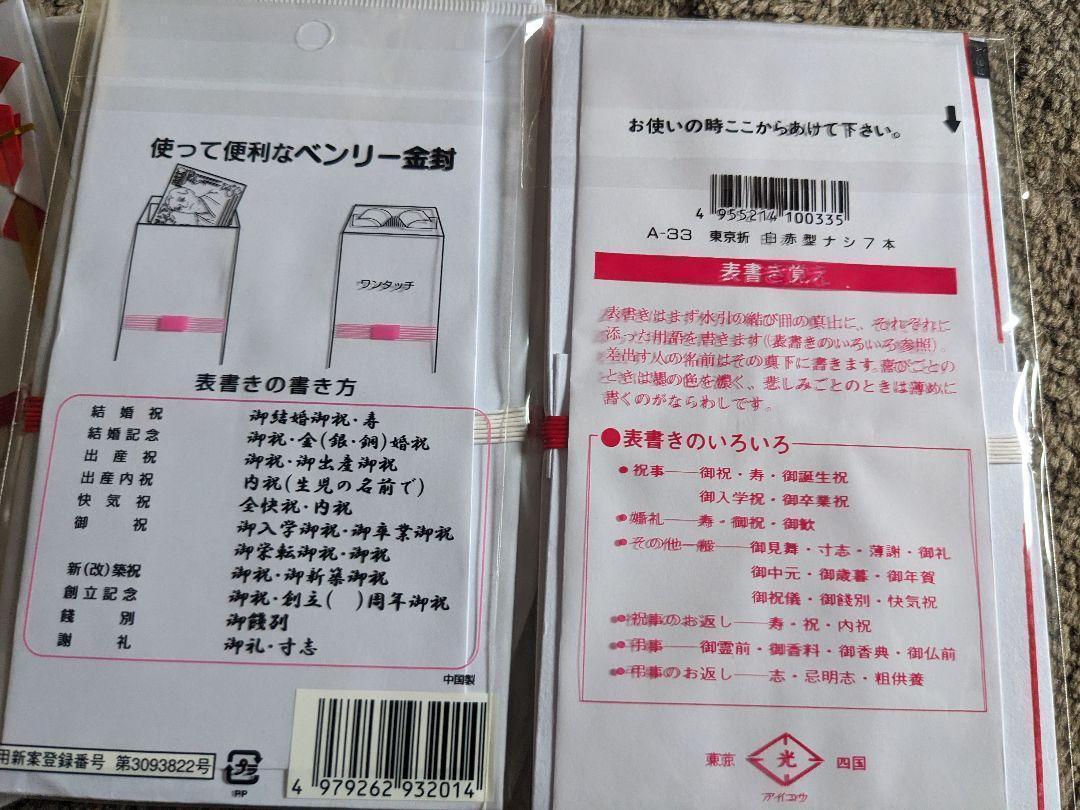 使って便利なベンリー金封
ワンタッチ
表書きの書き方
結婚祝 御結婚御祝・寿
結婚記念 御祝・金(銀・銅)婚祝
出産祝 御祝・御出産御祝
出産内祝 内祝(生児の名前で)
快気祝 全快祝・内祝
御祝 御入学御祝・御卒業御祝
御栄転御祝・御祝
新(改)築祝 御祝・御新築御祝
創立記念 御祝・創立( )周年御祝
餞別 御餞別
謝礼 御礼・寸志
中国製
用新案登録番号 第3093822号
PP
4 979262 932014
お使いの時ここからあけて下さい。
4 955214 100335
A-33 東京折 白赤型ナシ7本
表書き覚え
表書きはまず水引の結び目の真上に、それぞれに
添った用語を書きます(表書きのいろいろ参照)。
差出す人の名前はその真下に書きます。喜びごとの
ときは墨の色を濃く、悲しみごとのときは薄めに
書くのがならわしです。
●表書きのいろいろ
●祝事──御祝・寿・御誕生祝
御入学祝・御卒業祝
●婚礼──寿・御祝・御歓
●その他一般──御見舞・寸志・薄謝・御礼
御中元・御歳暮・御年賀
御祝儀・御餞別・快気祝
●祝事のお返し──寿・祝・内祝
●弔事──御霊前・御香料・御香典・御仏前
●弔事のお返し──志・忌明志・粗供養
東京 光 四国
アイコウ